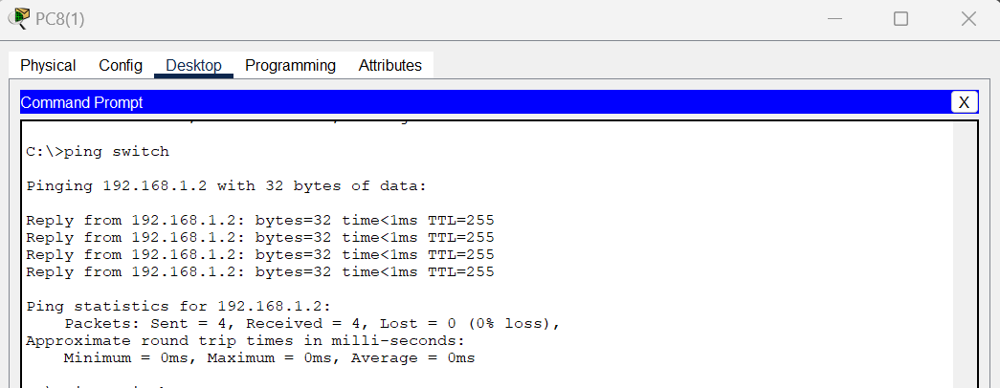 PC8(1)
Physical Config Desktop Programming Attributes
Command Prompt X
C:\>ping switch
Pinging 192.168.1.2 with 32 bytes of data:
Reply from 192.168.1.2: bytes=32 time<1ms TTL=255
Reply from 192.168.1.2: bytes=32 time<1ms TTL=255
Reply from 192.168.1.2: bytes=32 time<1ms TTL=255
Reply from 192.168.1.2: bytes=32 time<1ms TTL=255
Ping statistics for 192.168.1.2:
Packets: Sent = 4, Received = 4, Lost = 0 (0% loss),
Approximate round trip times in milli-seconds:
Minimum = 0ms, Maximum = 0ms, Average = 0ms